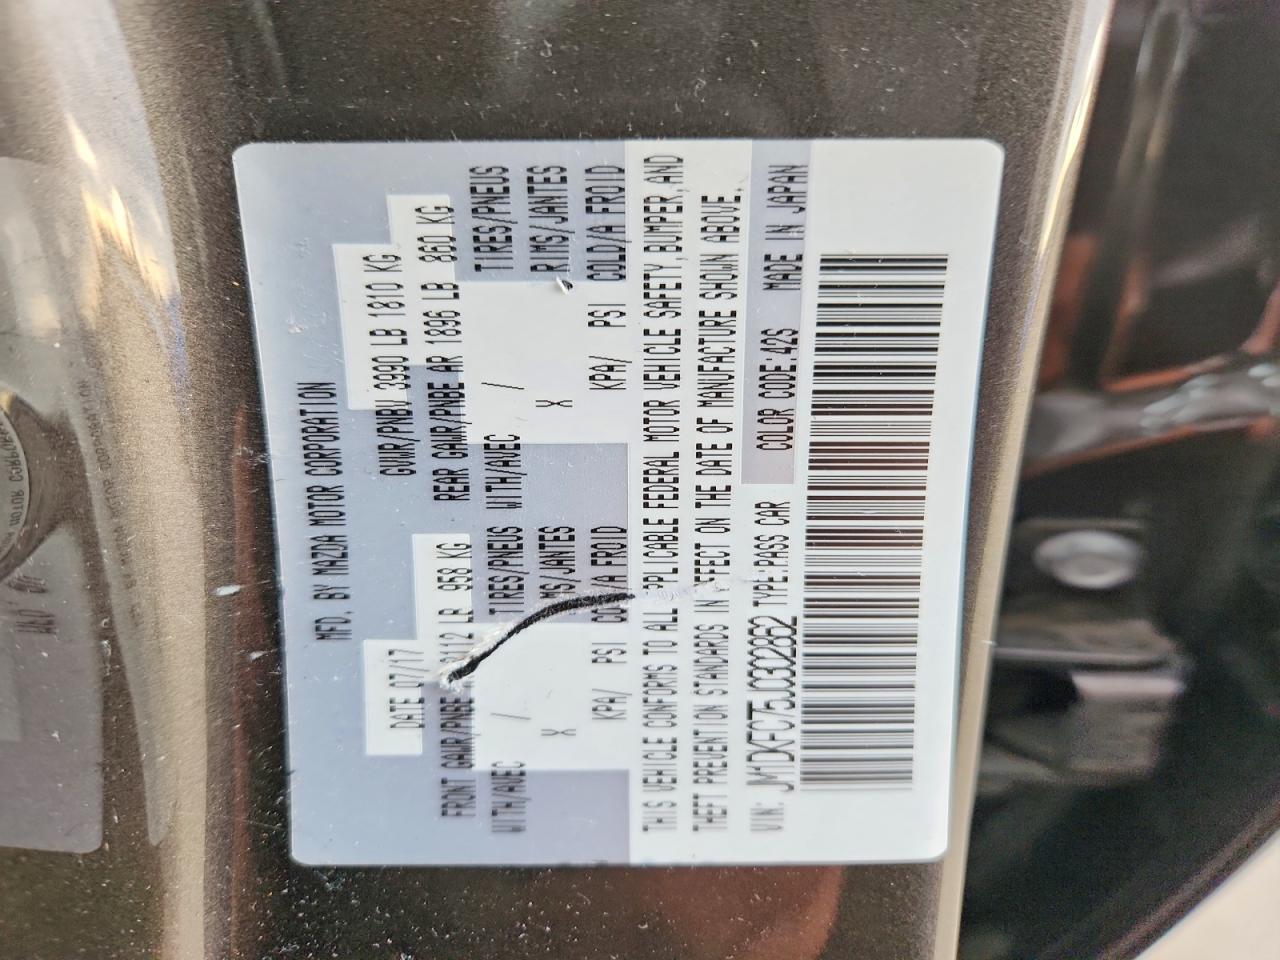 MFD. BY MAZDA MOTOR CORPORATION
DATE 07/17 GVWR/PNBV 3990 LB 1810 KG
FRONT GAWR/PNBE 112 LB 958 KG REAR GAWR/PNBE AR 1896 LB 860 KG
WITH/AVEC / TIRES/PNEUS WITH/AVEC / TIRES/PNEUS
X /JANTES X RIMS/JANTES
KPA/ PSI FROID KPA/ PSI COLD/A FROID
THIS VEHICLE CONFORMS TO ALL APPLICABLE FEDERAL MOTOR VEHICLE SAFETY, BUMPER, AND
THEFT PREVENTION STANDARDS IN EFFECT ON THE DATE OF MANUFACTURE SHOWN ABOVE.
VIN: JM1DKFC75J0302862 TYPE:PASS CAR COLOR CODE 42S MADE IN JAPAN